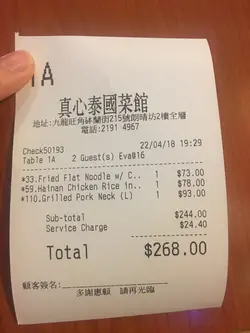 1A
真心泰國菜館
地址:九龍旺角砵蘭街215號朗晴坊2樓全層
電話:2191 4967
Check50193 22/04/18 19:29
Table 1A 2 Guest(s) Eva@16
*33.Fried Flat Noodle w/ C.. 1 $73.00
*59.Hainan Chicken Rice in.. 1 $78.00
*110.Grilled Pork Neck (L) 1 $93.00
Sub-total $244.00
Service Charge $24.40
Total $268.00
顧客簽名:
多謝惠顧 請再光臨